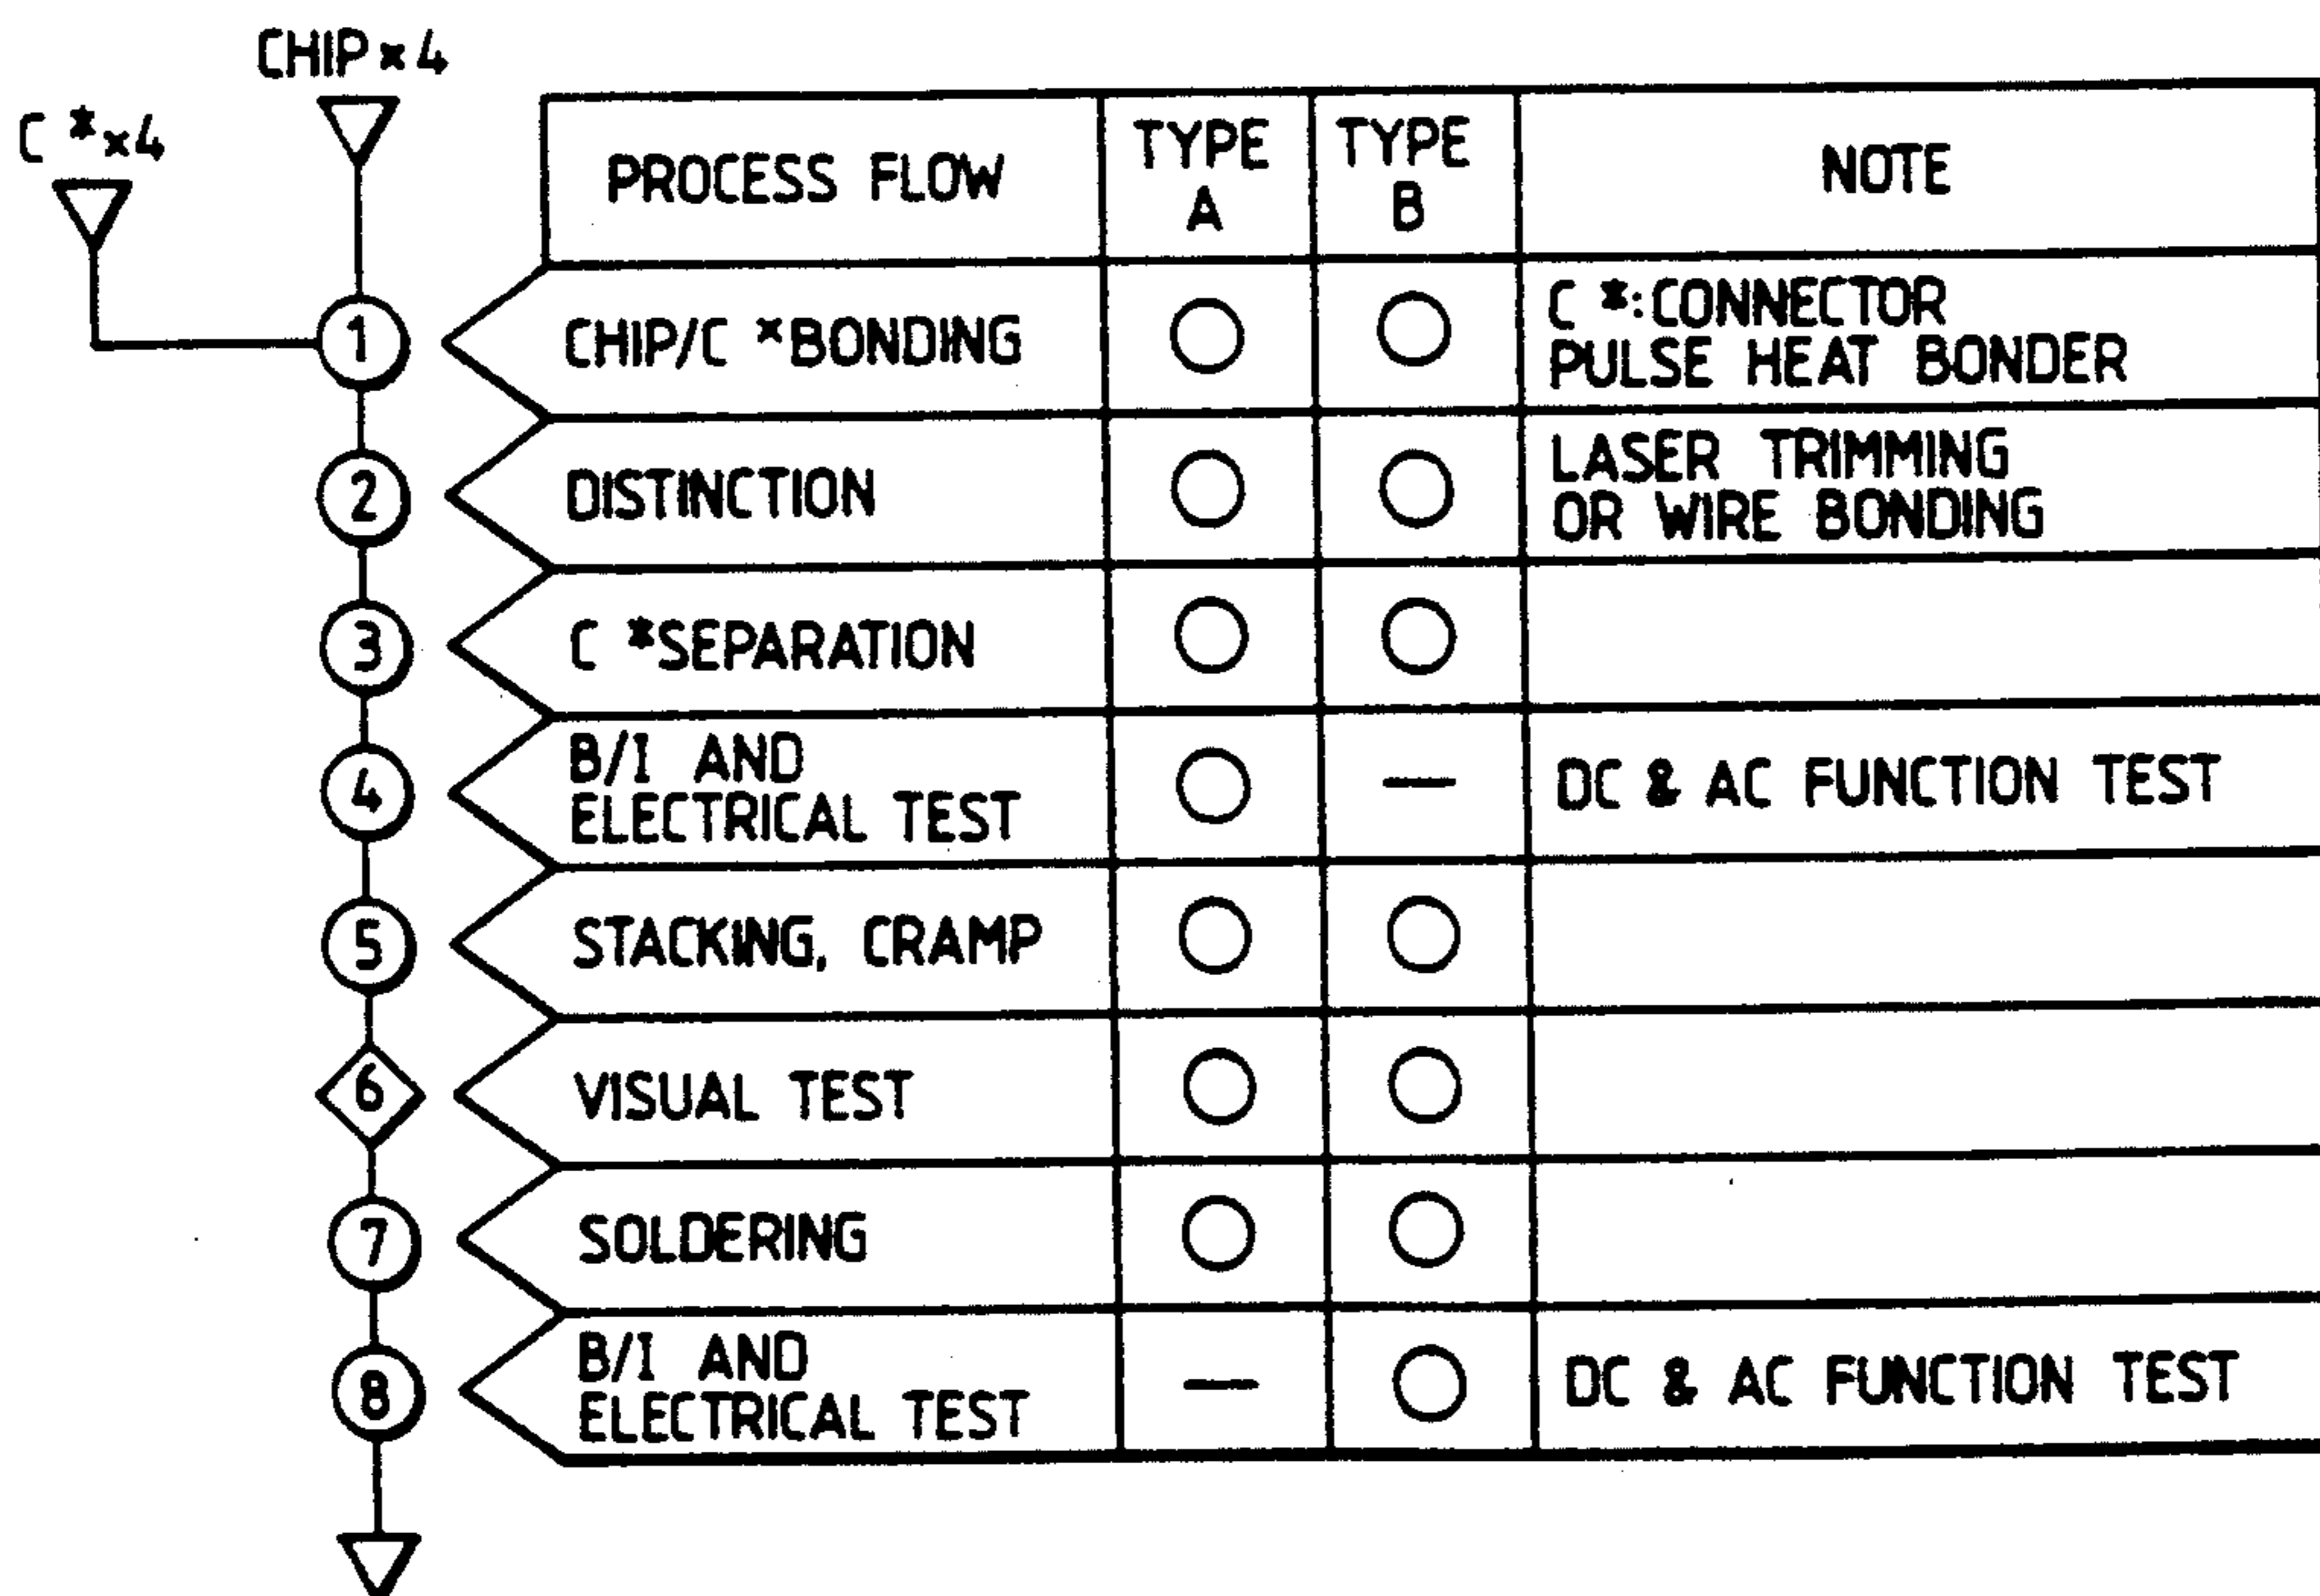 CHIP×4
C *×4
PROCESS FLOW
TYPE A
TYPE B
NOTE
1
CHIP/C *BONDING
C *:CONNECTOR
PULSE HEAT BONDER
2
DISTINCTION
LASER TRIMMING
OR WIRE BONDING
3
C *SEPARATION
4
B/I AND
ELECTRICAL TEST
—
DC & AC FUNCTION TEST
5
STACKING, CRAMP
6
VISUAL TEST
7
SOLDERING
8
B/I AND
ELECTRICAL TEST
—
DC & AC FUNCTION TEST